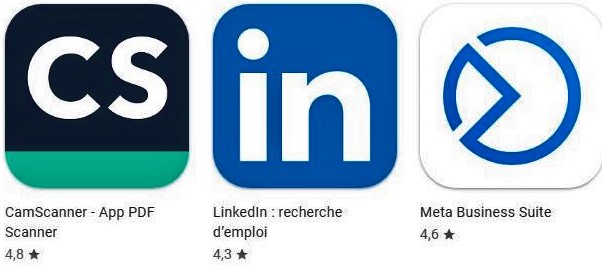 CS
in
CamScanner - App PDF
Scanner
4,8 ★
LinkedIn : recherche
d'emploi
4,3 ★
Meta Business Suite
4,6 ★